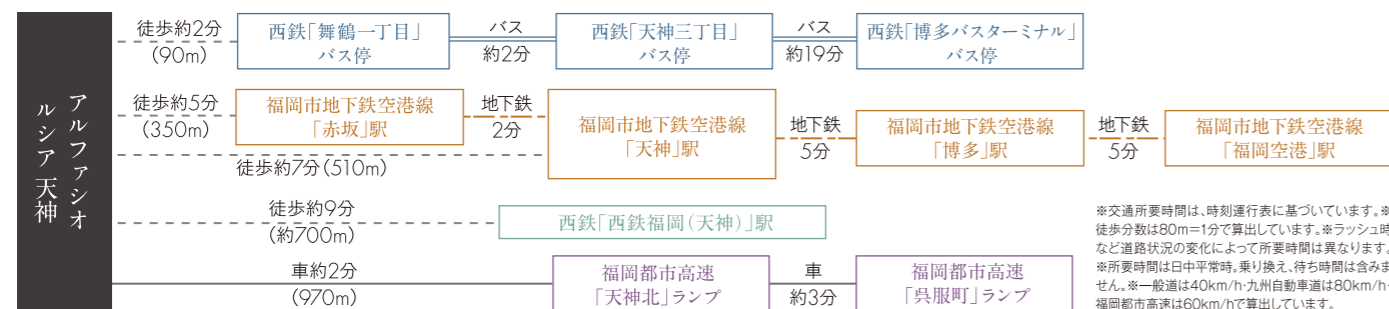 アルファシオ
ルシア天神
徒歩約2分
(90m)
西鉄「舞鶴一丁目」
バス停
バス
約2分
西鉄「天神三丁目」
バス停
バス
約19分
西鉄「博多バスターミナル」
バス停
徒歩約5分
(350m)
福岡市地下鉄空港線
「赤坂」駅
地下鉄
2分
福岡市地下鉄空港線
「天神」駅
地下鉄
5分
福岡市地下鉄空港線
「博多」駅
地下鉄
5分
福岡市地下鉄空港線
「福岡空港」駅
徒歩約7分(510m)
徒歩約9分
(約700m)
西鉄「西鉄福岡(天神)」駅
車約2分
(970m)
福岡都市高速
「天神北」ランプ
車
約3分
福岡都市高速
「呉服町」ランプ
※交通所要時間は、時刻運行表に基づいています。※
徒歩分数は80m=1分で算出しています。※ラッシュ時
など道路状況の変化によって所要時間は異なります。
※所要時間は日中平常時。乗り換え、待ち時間は含みま
せん。※一般道は40km/h・九州自動車道は80km/h・
福岡都市高速は60km/hで算出しています。